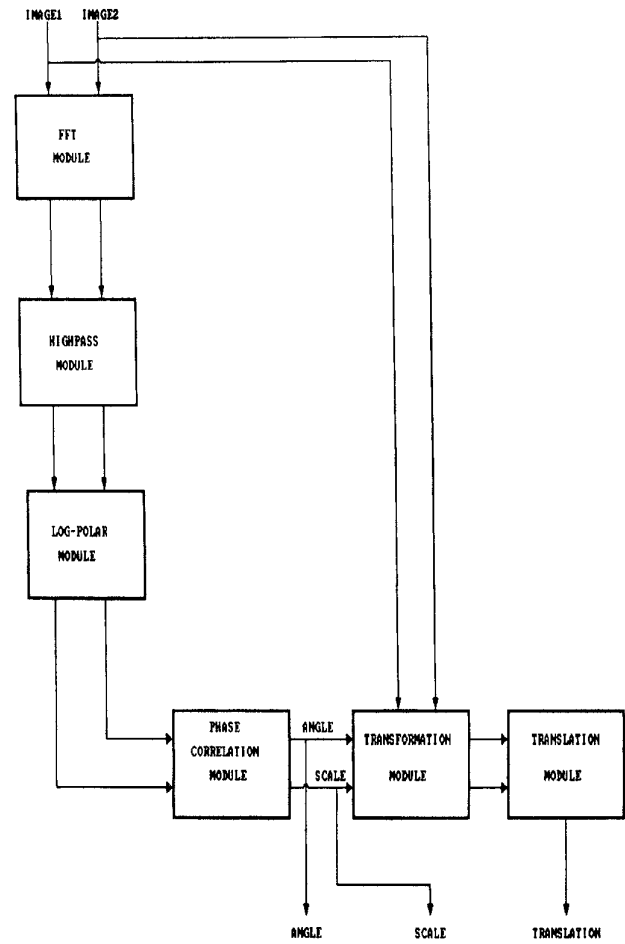 IMAGE1 IMAGE2
FFT
MODULE
HIGHPASS
MODULE
LOG-POLAR
MODULE
PHASE
CORRELATION
MODULE
ANGLE
SCALE
TRANSFORMATION
MODULE
TRANSLATION
MODULE
ANGLE SCALE TRANSLATION